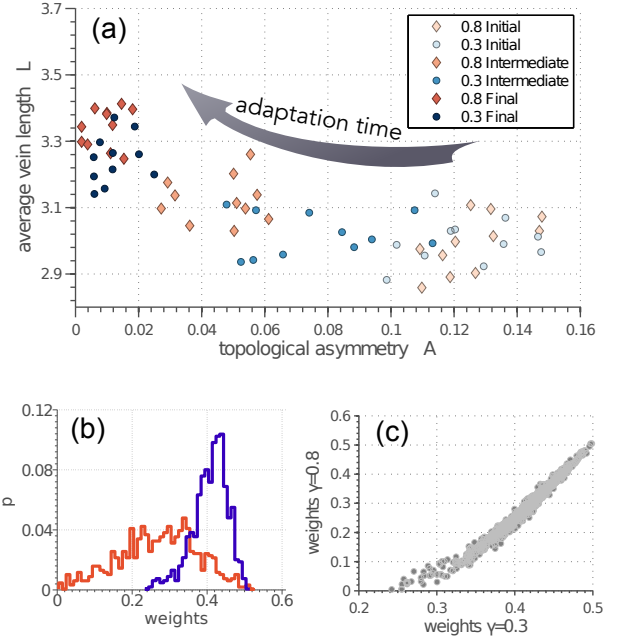 3.7
(a)
0.8 Initial
0.3 Initial
0.8 Intermediate
0.3 Intermediate
0.8 Final
0.3 Final
3.5
adaptation time
3.3
3.1
2.9
average vein length L
0 0.02 0.04 0.06 0.08 0.1 0.12 0.14 0.16
topological asymmetry A
0.12
(b)
0.08
0.04
0
p
0 0.2 0.4 0.6
weights
0.6
(c)
0.5
0.4
0.3
0.2
0.1
0
weights γ=0.8
0.2 0.3 0.4 0.5
weights γ=0.3